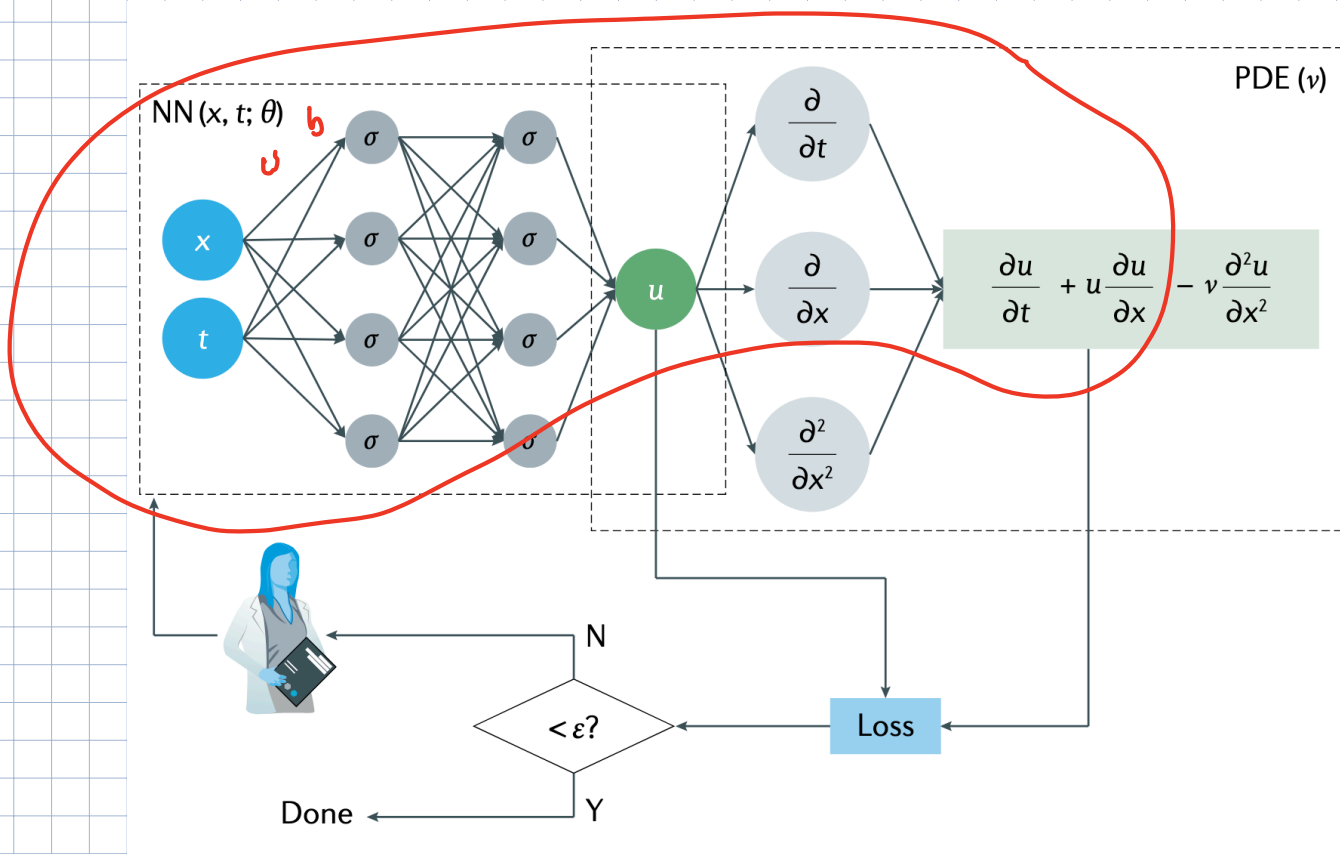 PDE (ν)
NN (x, t; θ)
b
υ
σ σ
σ σ
σ σ
σ σ
x
t
u
∂/∂t
∂/∂x
∂²/∂x²
∂u/∂t + u ∂u/∂x − ν ∂²u/∂x²
N
< ε?
Loss
Y
Done